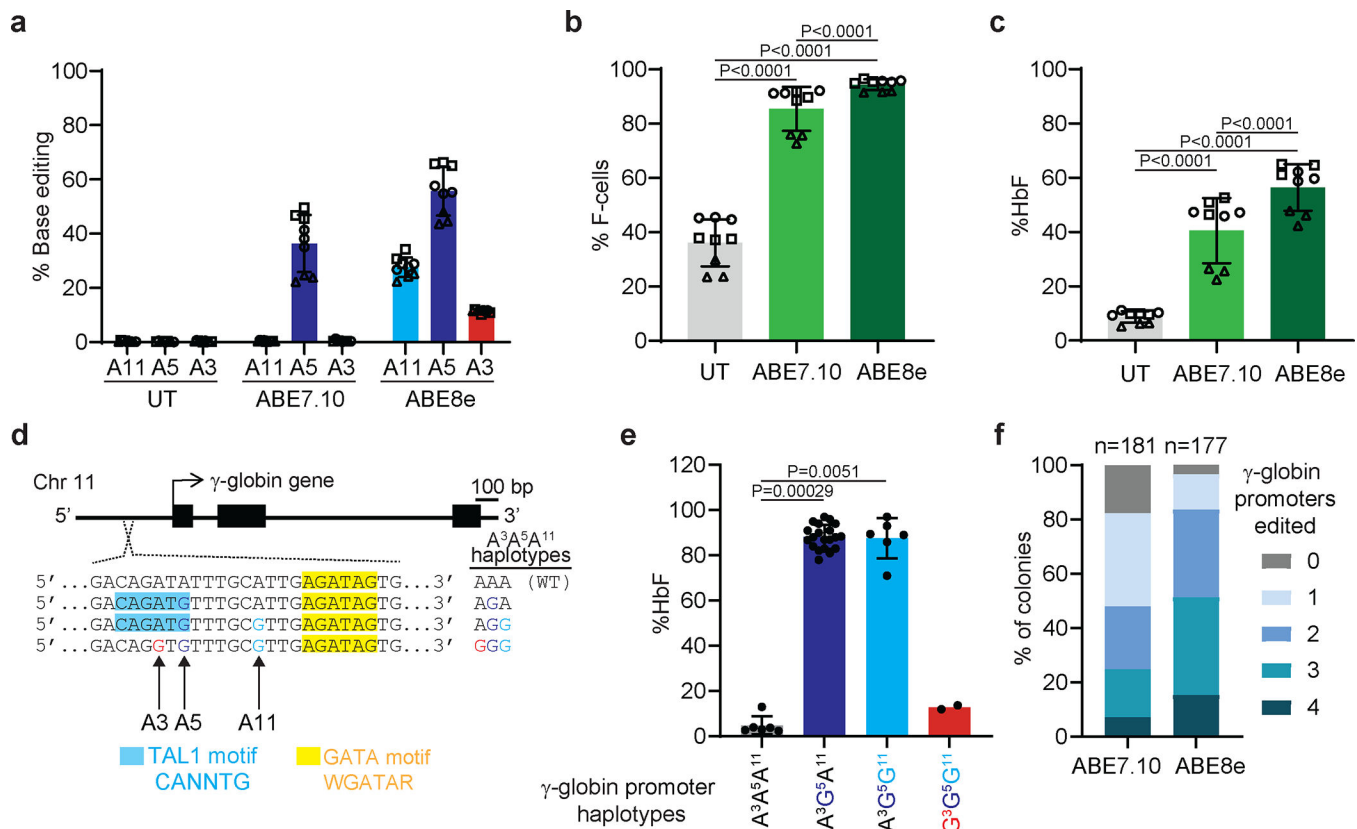 a
% Base editing
100
80
60
40
20
0
A11 A5 A3 A11 A5 A3 A11 A5 A3
UT ABE7.10 ABE8e
b
% F-cells
P<0.0001
P<0.0001
P<0.0001
100
80
60
40
20
0
UT ABE7.10 ABE8e
c
%HbF
P<0.0001
P<0.0001
P<0.0001
100
80
60
40
20
0
UT ABE7.10 ABE8e
d
Chr 11
γ-globin gene
100 bp
5' 3'
A³A⁵A¹¹
haplotypes
5'...GACAGATATTTGCATTGAGATAGTG...3' AAA (WT)
5'...GACAGATGTTTGCATTGAGATAGTG...3' AGA
5'...GACAGATGTTTGCGTTGAGATAGTG...3' AGG
5'...GACAGGTGTTTGCGTTGAGATAGTG...3' GGG
A3 A5 A11
TAL1 motif GATA motif
CANNTG WGATAR
e
%HbF
P=0.0051
P=0.00029
120
100
80
60
40
20
0
A³A⁵A¹¹
A³G⁵A¹¹
A³G⁵G¹¹
G³G⁵G¹¹
γ-globin promoter
haplotypes
f
n=181 n=177
% of colonies
100
80
60
40
20
0
ABE7.10 ABE8e
γ-globin
promoters
edited
0
1
2
3
4